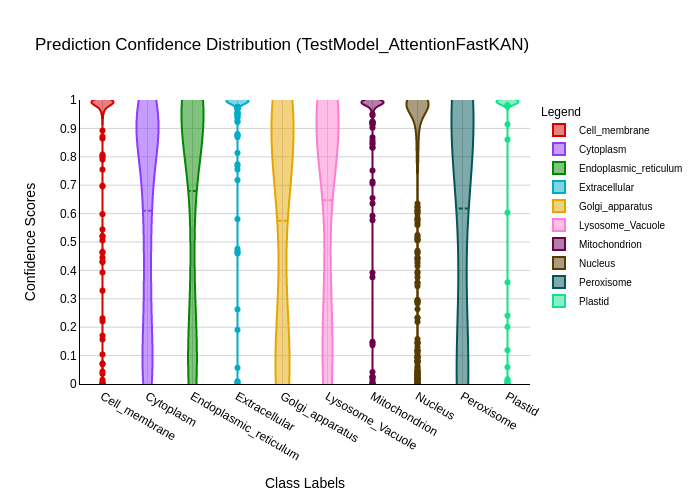 Prediction Confidence Distribution (TestModel_AttentionFastKAN)
Confidence Scores
1
0.9
0.8
0.7
0.6
0.5
0.4
0.3
0.2
0.1
0
Cell_membrane
Cytoplasm
Endoplasmic_reticulum
Extracellular
Golgi_apparatus
Lysosome_Vacuole
Mitochondrion
Nucleus
Peroxisome
Plastid
Class Labels
Legend
Cell_membrane
Cytoplasm
Endoplasmic_reticulum
Extracellular
Golgi_apparatus
Lysosome_Vacuole
Mitochondrion
Nucleus
Peroxisome
Plastid